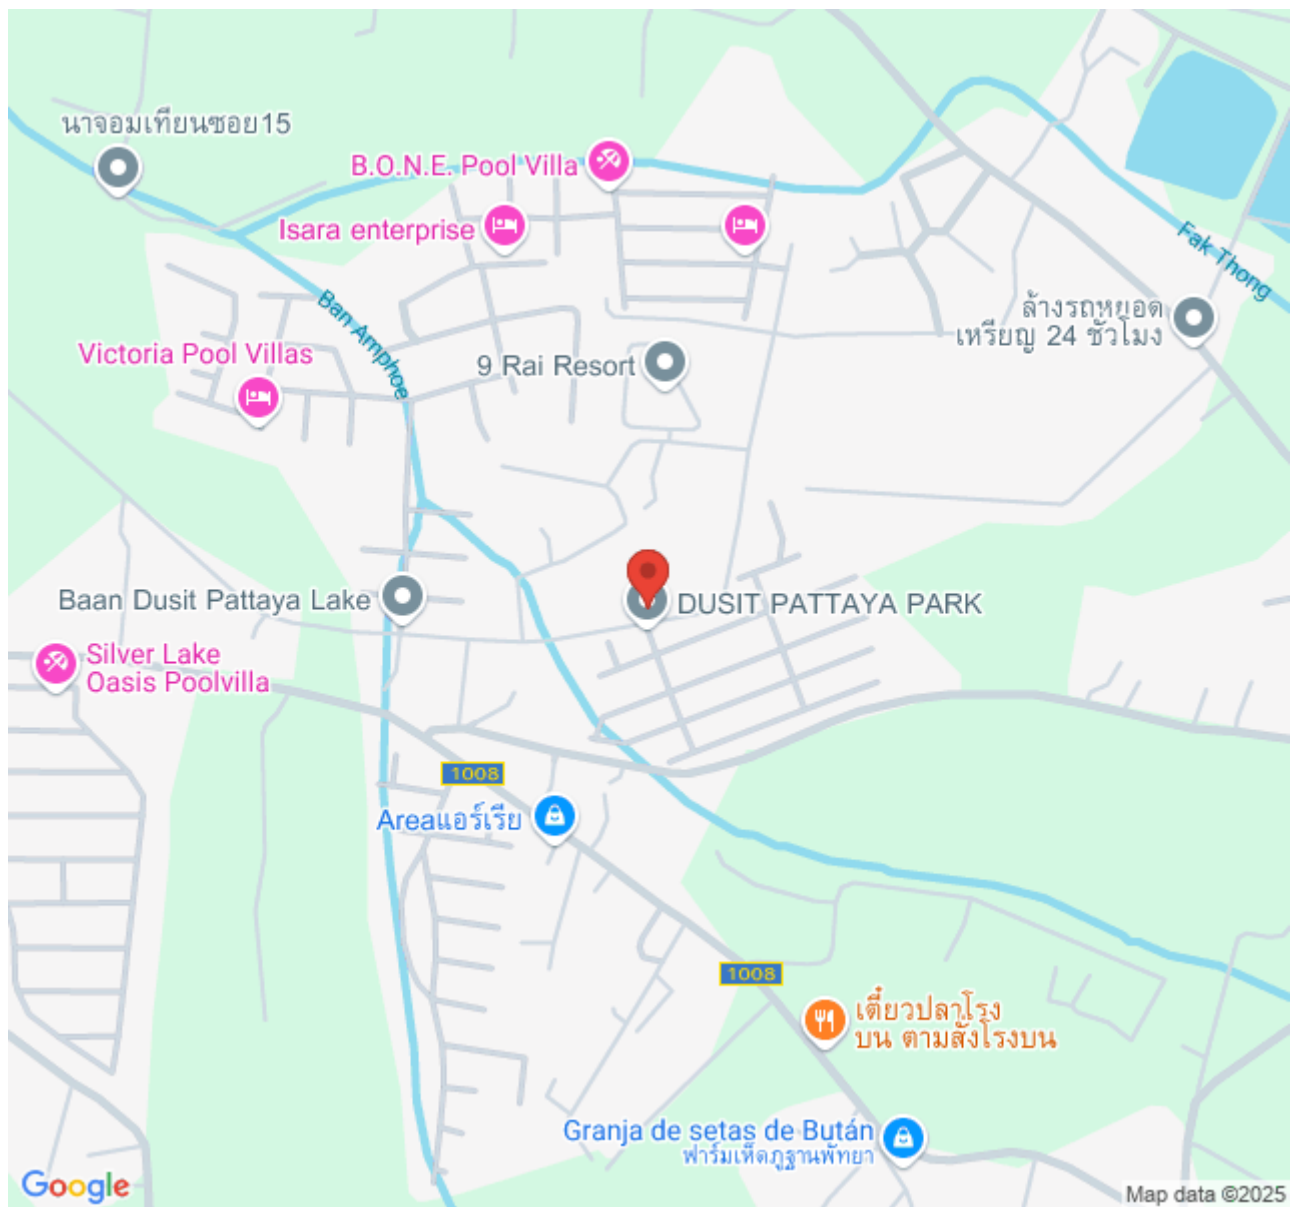 นาจอมเทียนซอย15
B.O.N.E. Pool Villa
Isara enterprise
Fak Thong
Ban Amphoe
ล้างรถหยอด
เหรียญ 24 ชั่วโมง
Victoria Pool Villas
9 Rai Resort
Baan Dusit Pattaya Lake
DUSIT PATTAYA PARK
Silver Lake
Oasis Poolvilla
1008
Areaแอร์เรีย
1008
เตี๋ยวปลาโรง
บน ตามสั่งโรงบน
Granja de setas de Bután
ฟาร์มเห็ดภูฐานพัทยา
Google
Map data ©2025